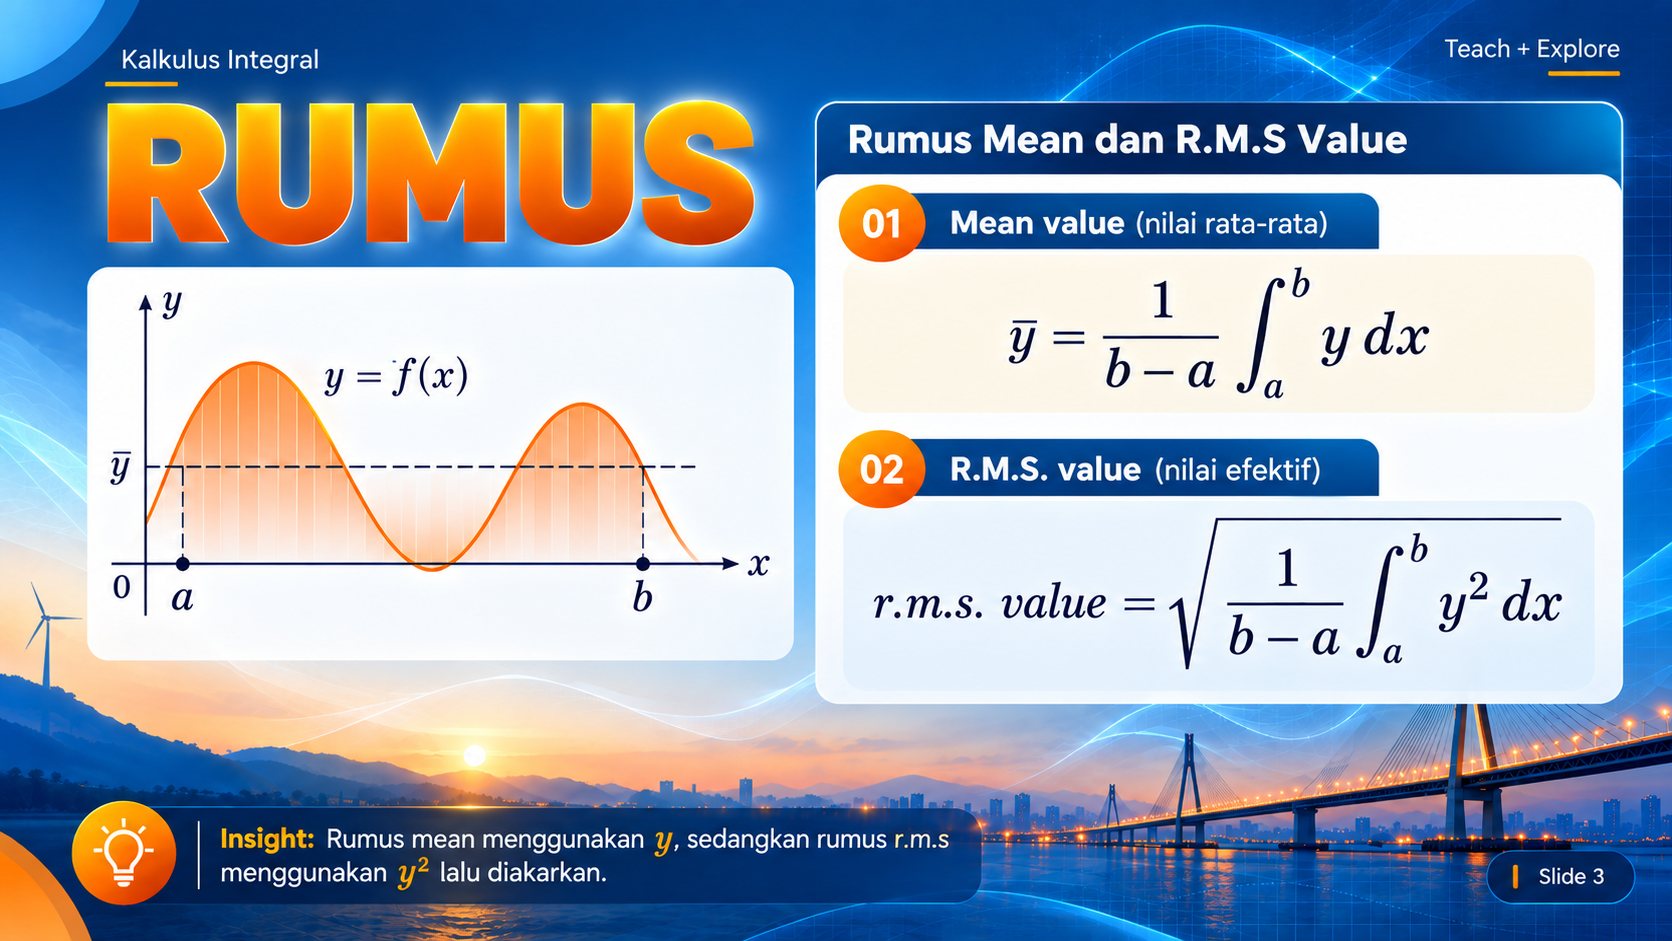 Kalkulus Integral
Teach + Explore
RUMUS
y
y = f(x)
y̅
0
a
b
x
Rumus Mean dan R.M.S Value
01 Mean value (nilai rata-rata)
y̅ = 1/(b − a) ∫_a^b y dx
02 R.M.S. value (nilai efektif)
r.m.s. value = √(1/(b − a) ∫_a^b y² dx)
Insight: Rumus mean menggunakan y, sedangkan rumus r.m.s
menggunakan y² lalu diakarkan.
Slide 3